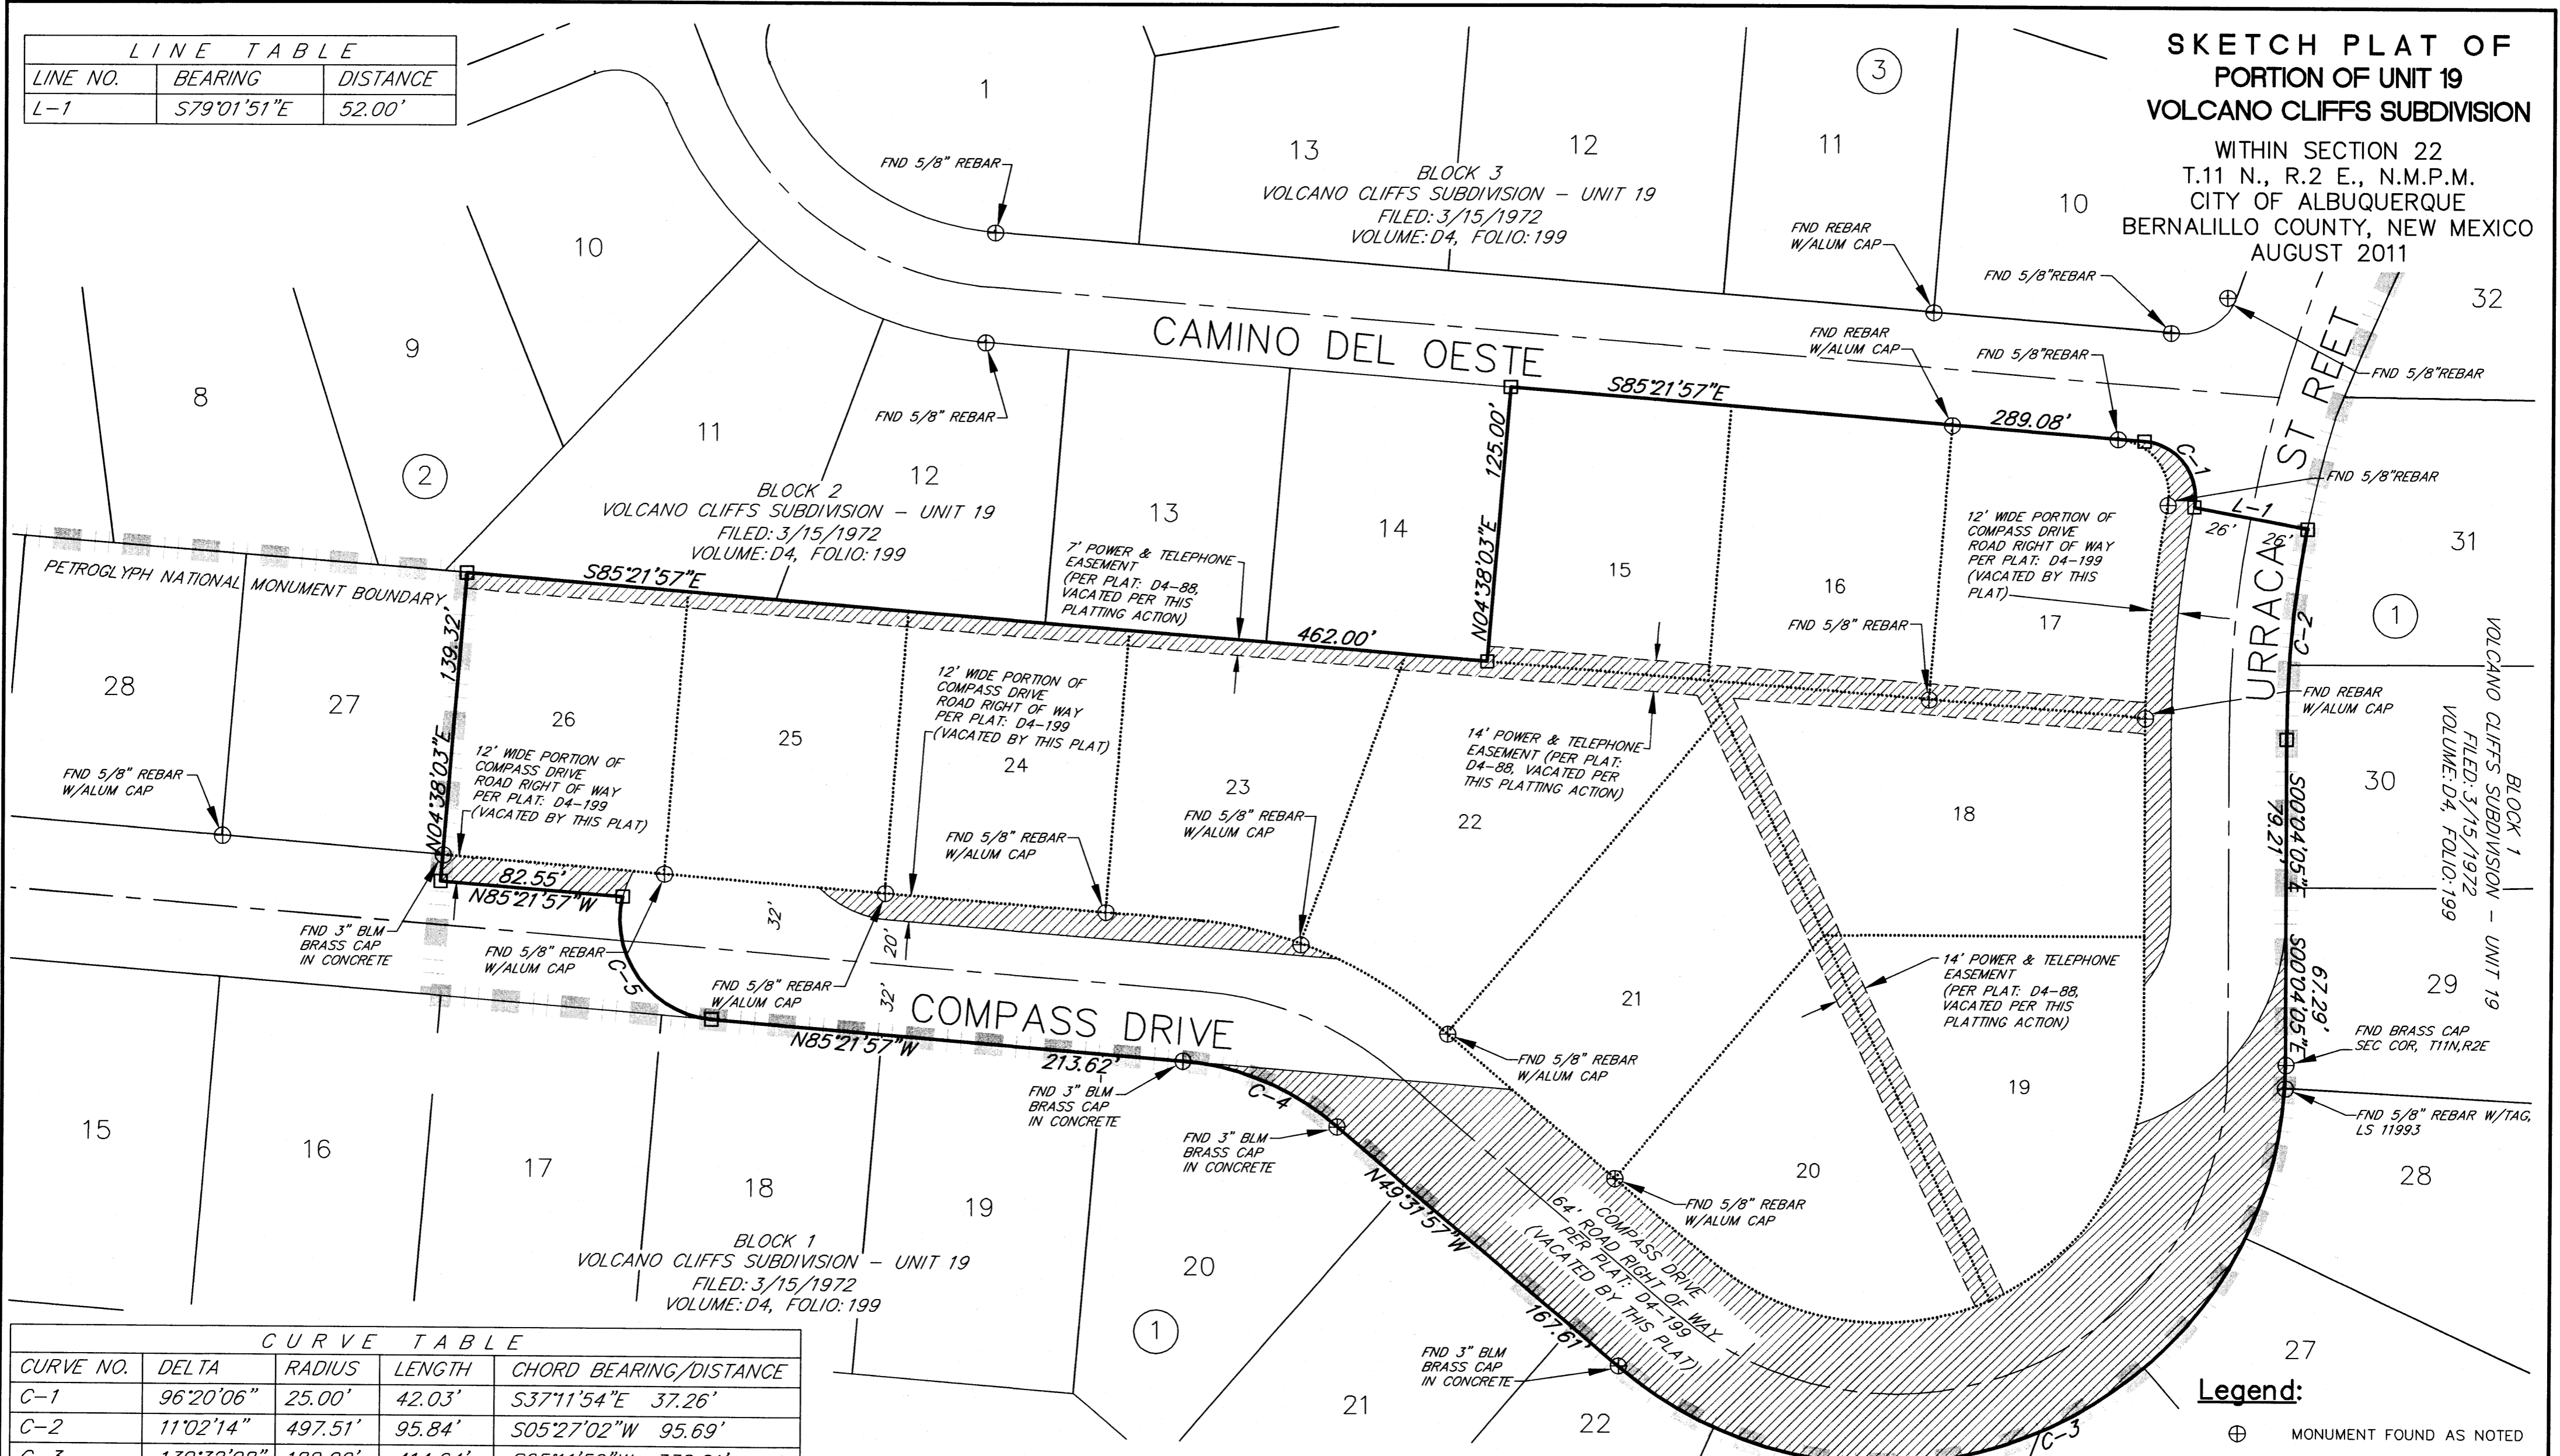 LINE TABLE
LINE NO. BEARING DISTANCE
L-1 S79°01'51"E 52.00'
SKETCH PLAT OF
PORTION OF UNIT 19
VOLCANO CLIFFS SUBDIVISION
WITHIN SECTION 22
T.11 N., R.2 E., N.M.P.M.
CITY OF ALBUQUERQUE
BERNALILLO COUNTY, NEW MEXICO
AUGUST 2011
1
13
12
3
11
10
32
FND 5/8" REBAR
BLOCK 3
VOLCANO CLIFFS SUBDIVISION - UNIT 19
FILED: 3/15/1972
VOLUME: D4, FOLIO: 199
FND REBAR
W/ALUM CAP
FND 5/8"REBAR
FND 5/8"REBAR
8
9
10
2
11
12
13
14
FND 5/8" REBAR
CAMINO DEL OESTE
FND REBAR
W/ALUM CAP
FND 5/8"REBAR
S85°21'57"E
289.08'
125.00'
N04°38'03"E
C-1
L-1
26'
26'
FND 5/8"REBAR
URRACA STREET
BLOCK 2
VOLCANO CLIFFS SUBDIVISION - UNIT 19
FILED: 3/15/1972
VOLUME: D4, FOLIO: 199
7' POWER & TELEPHONE
EASEMENT
(PER PLAT: D4-88,
VACATED PER THIS
PLATTING ACTION)
15
16
17
12' WIDE PORTION OF
COMPASS DRIVE
ROAD RIGHT OF WAY
PER PLAT: D4-199
(VACATED BY THIS
PLAT)
FND 5/8" REBAR
31
1
C-2
PETROGLYPH NATIONAL MONUMENT BOUNDARY
S85°21'57"E
462.00'
139.32'
N04°38'03"E
28
27
26
25
24
23
22
12' WIDE PORTION OF
COMPASS DRIVE
ROAD RIGHT OF WAY
PER PLAT: D4-199
(VACATED BY THIS PLAT)
12' WIDE PORTION OF
COMPASS DRIVE
ROAD RIGHT OF WAY
PER PLAT: D4-199
(VACATED BY THIS PLAT)
14' POWER & TELEPHONE
EASEMENT (PER PLAT:
D4-88, VACATED PER
THIS PLATTING ACTION)
FND REBAR
W/ALUM CAP
30
BLOCK 1
VOLCANO CLIFFS SUBDIVISION - UNIT 19
FILED: 3/15/1972
VOLUME: D4, FOLIO: 199
S00°04'05"E
79.21'
18
FND 5/8" REBAR
W/ALUM CAP
FND 5/8" REBAR
W/ALUM CAP
FND 5/8" REBAR
W/ALUM CAP
82.55'
N85°21'57"W
FND 3" BLM
BRASS CAP
IN CONCRETE
FND 5/8" REBAR
W/ALUM CAP
C-5
FND 5/8" REBAR
W/ALUM CAP
32'
20'
32'
COMPASS DRIVE
N85°21'57"W
213.62'
21
14' POWER & TELEPHONE
EASEMENT
(PER PLAT: D4-88,
VACATED PER THIS
PLATTING ACTION)
67.29'
S00°04'05"E
29
FND BRASS CAP
SEC COR, T11N,R2E
FND 5/8" REBAR W/TAG,
LS 11993
28
FND 5/8" REBAR
W/ALUM CAP
FND 3" BLM
BRASS CAP
IN CONCRETE
C-4
FND 3" BLM
BRASS CAP
IN CONCRETE
19
20
FND 5/8" REBAR
W/ALUM CAP
N49°31'57"W
167.61'
COMPASS DRIVE
64' ROAD RIGHT OF WAY
PER PLAT: D4-199
(VACATED BY THIS PLAT)
15
16
17
18
19
20
BLOCK 1
VOLCANO CLIFFS SUBDIVISION - UNIT 19
FILED: 3/15/1972
VOLUME: D4, FOLIO: 199
1
FND 3" BLM
BRASS CAP
IN CONCRETE
21
22
C-3
27
Legend:
MONUMENT FOUND AS NOTED
CURVE TABLE
CURVE NO. DELTA RADIUS LENGTH CHORD BEARING/DISTANCE
C-1 96°20'06" 25.00' 42.03' S37°11'54"E 37.26'
C-2 11°02'14" 497.51' 95.84' S05°27'02"W 95.69'